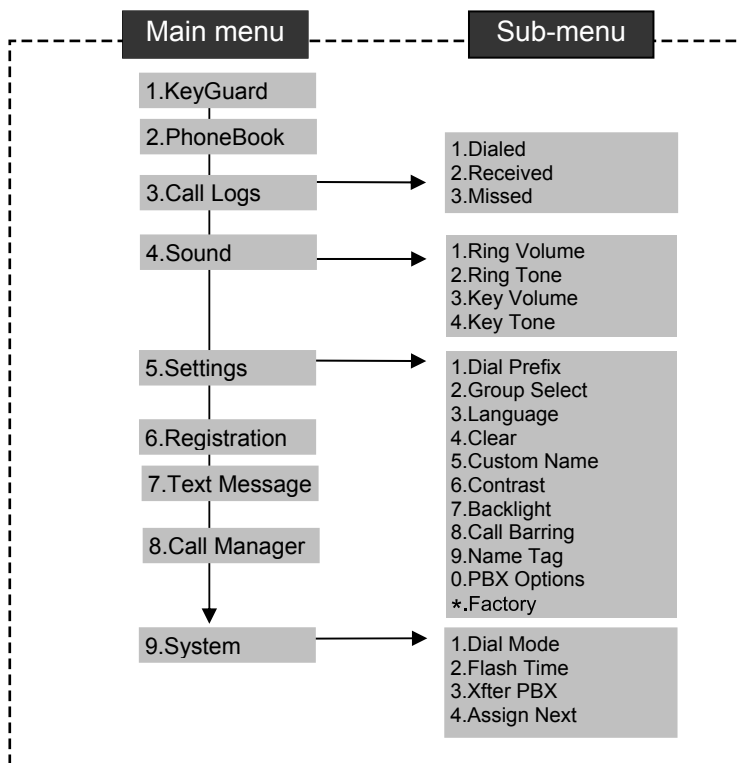 Main menu
Sub-menu
1.KeyGuard
2.PhoneBook
3.Call Logs
1.Dialed
2.Received
3.Missed
4.Sound
1.Ring Volume
2.Ring Tone
3.Key Volume
4.Key Tone
5.Settings
1.Dial Prefix
2.Group Select
3.Language
4.Clear
5.Custom Name
6.Contrast
7.Backlight
8.Call Barring
9.Name Tag
0.PBX Options
*.Factory
6.Registration
7.Text Message
8.Call Manager
9.System
1.Dial Mode
2.Flash Time
3.Xfter PBX
4.Assign Next